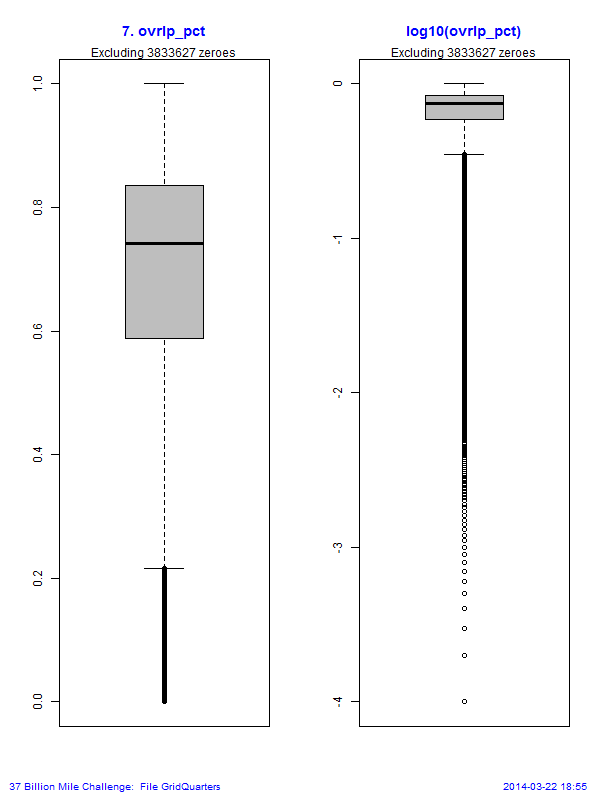 7. ovrlp_pct
Excluding 3833627 zeroes
1.0
0.8
0.6
0.4
0.2
0.0
log10(ovrlp_pct)
Excluding 3833627 zeroes
0
-1
-2
-3
-4
37 Billion Mile Challenge: File GridQuarters
2014-03-22 18:55